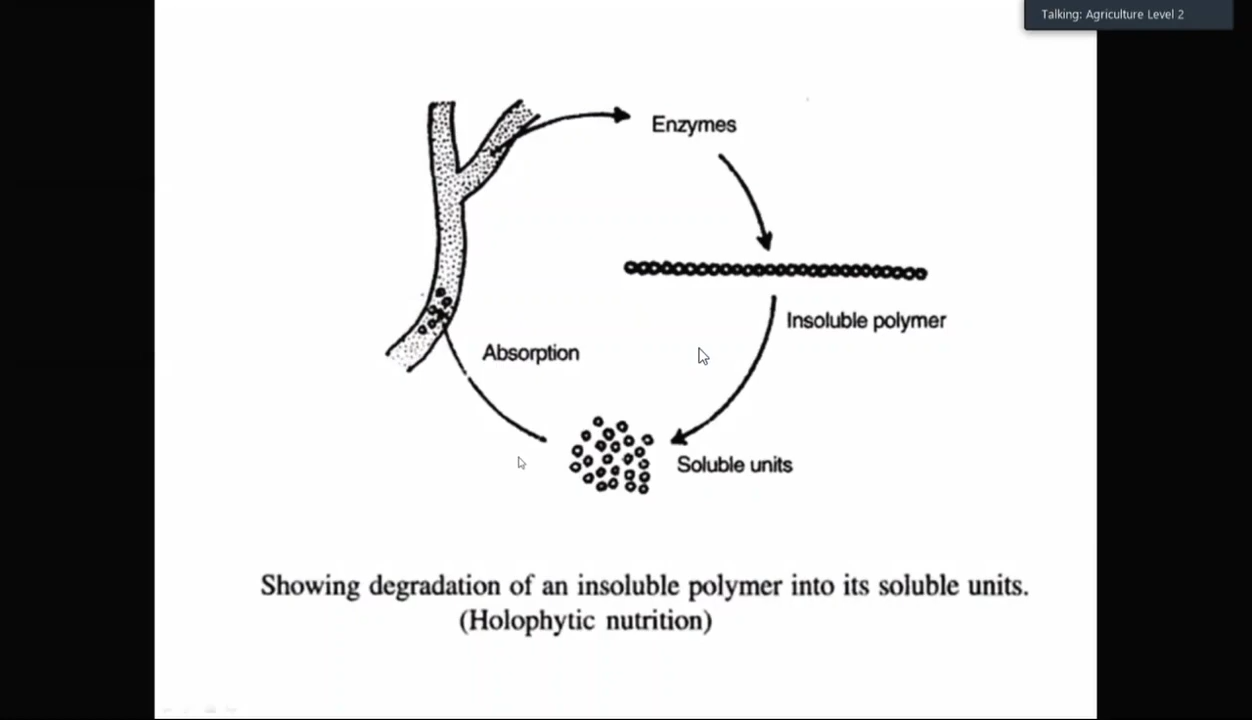 Talking: Agriculture Level 2
Enzymes
Insoluble polymer
Absorption
Soluble units
Showing degradation of an insoluble polymer into its soluble units.
(Holophytic nutrition)